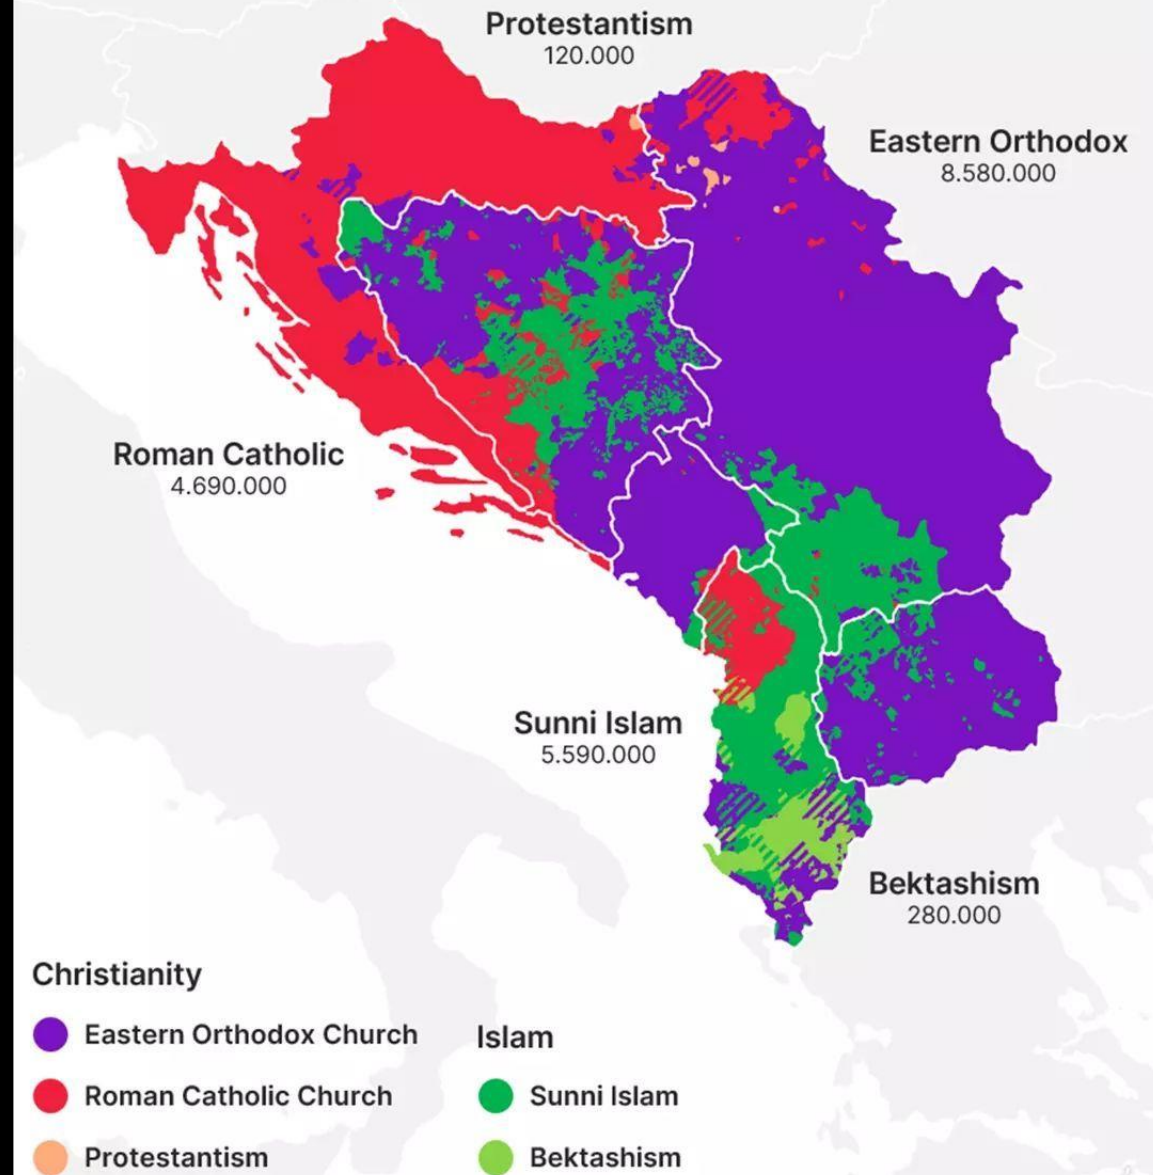 Protestantism
120.000
Eastern Orthodox
8.580.000
Roman Catholic
4.690.000
Sunni Islam
5.590.000
Bektashism
280.000
Christianity
Eastern Orthodox Church
Roman Catholic Church
Protestantism
Islam
Sunni Islam
Bektashism